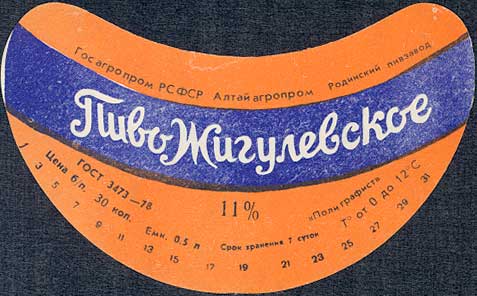 Госагропром РСФСР Алтайагропром Родинский пивзавод
Пиво Жигулевское
ГОСТ 3473—78 11% «Полиграфист»
Цена б/п. 30 коп. Емк. 0,5 л Срок хранения 7 суток Т° от 0 до 12°С
1 3 5 7 9 11 13 15 17 19 21 23 25 27 29 31